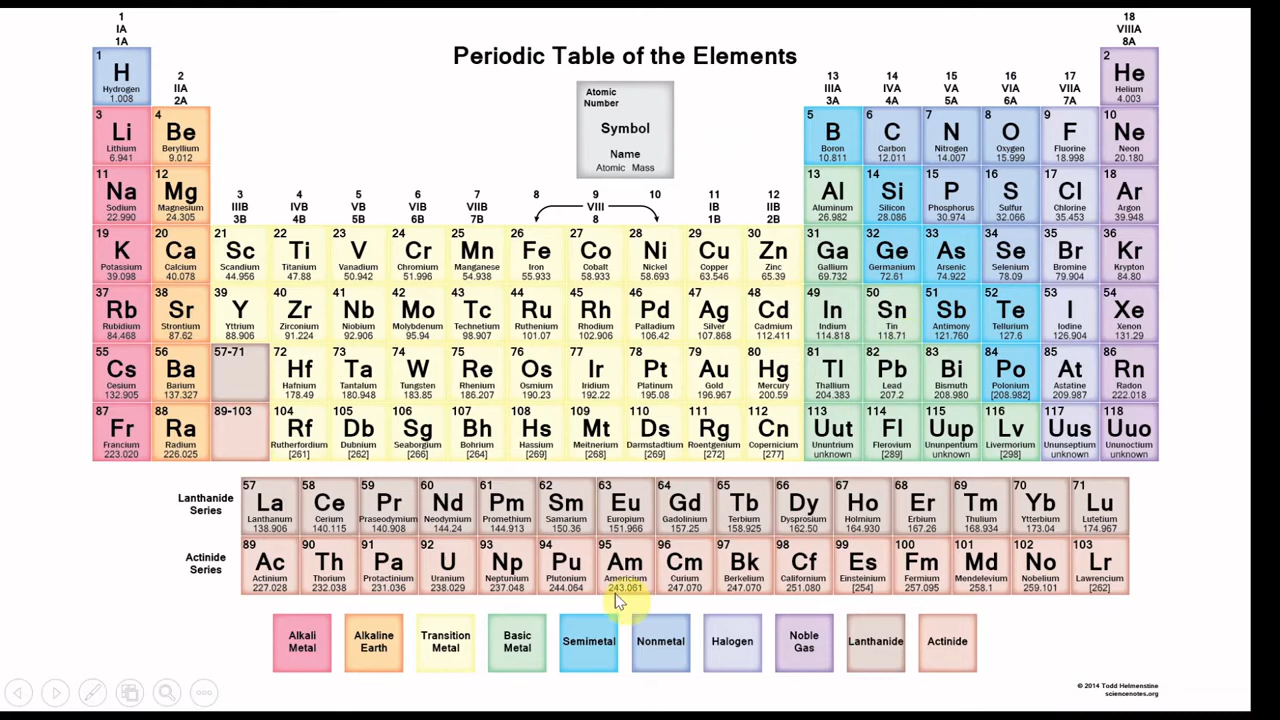 1
IA
1A
18
VIIIA
8A
Periodic Table of the Elements
1
H
Hydrogen
1.008
2
IIA
2A
13
IIIA
3A
14
IVA
4A
15
VA
5A
16
VIA
6A
17
VIIA
7A
2
He
Helium
4.003
Atomic
Number
Symbol
Name
Atomic Mass
3
Li
Lithium
6.941
4
Be
Beryllium
9.012
5
B
Boron
10.811
6
C
Carbon
12.011
7
N
Nitrogen
14.007
8
O
Oxygen
15.999
9
F
Fluorine
18.998
10
Ne
Neon
20.180
11
Na
Sodium
22.990
12
Mg
Magnesium
24.305
3
IIIB
3B
4
IVB
4B
5
VB
5B
6
VIB
6B
7
VIIB
7B
8
9
10
VIII
8
11
IB
1B
12
IIB
2B
13
Al
Aluminum
26.982
14
Si
Silicon
28.086
15
P
Phosphorus
30.974
16
S
Sulfur
32.066
17
Cl
Chlorine
35.453
18
Ar
Argon
39.948
19
K
Potassium
39.098
20
Ca
Calcium
40.078
21
Sc
Scandium
44.956
22
Ti
Titanium
47.88
23
V
Vanadium
50.942
24
Cr
Chromium
51.996
25
Mn
Manganese
54.938
26
Fe
Iron
55.933
27
Co
Cobalt
58.933
28
Ni
Nickel
58.693
29
Cu
Copper
63.546
30
Zn
Zinc
65.39
31
Ga
Gallium
69.732
32
Ge
Germanium
72.61
33
As
Arsenic
74.922
34
Se
Selenium
78.09
35
Br
Bromine
79.904
36
Kr
Krypton
84.80
37
Rb
Rubidium
84.468
38
Sr
Strontium
87.62
39
Y
Yttrium
88.906
40
Zr
Zirconium
91.224
41
Nb
Niobium
92.906
42
Mo
Molybdenum
95.94
43
Tc
Technetium
98.907
44
Ru
Ruthenium
101.07
45
Rh
Rhodium
102.906
46
Pd
Palladium
106.42
47
Ag
Silver
107.868
48
Cd
Cadmium
112.411
49
In
Indium
114.818
50
Sn
Tin
118.71
51
Sb
Antimony
121.760
52
Te
Tellurium
127.6
53
I
Iodine
126.904
54
Xe
Xenon
131.29
55
Cs
Cesium
132.905
56
Ba
Barium
137.327
57-71
72
Hf
Hafnium
178.49
73
Ta
Tantalum
180.948
74
W
Tungsten
183.85
75
Re
Rhenium
186.207
76
Os
Osmium
190.23
77
Ir
Iridium
192.22
78
Pt
Platinum
195.08
79
Au
Gold
196.967
80
Hg
Mercury
200.59
81
Tl
Thallium
204.383
82
Pb
Lead
207.2
83
Bi
Bismuth
208.980
84
Po
Polonium
[208.982]
85
At
Astatine
209.987
86
Rn
Radon
222.018
87
Fr
Francium
223.020
88
Ra
Radium
226.025
89-103
104
Rf
Rutherfordium
[261]
105
Db
Dubnium
[262]
106
Sg
Seaborgium
[266]
107
Bh
Bohrium
[264]
108
Hs
Hassium
[269]
109
Mt
Meitnerium
[268]
110
Ds
Darmstadtium
[269]
111
Rg
Roentgenium
[272]
112
Cn
Copernicium
[277]
113
Uut
Ununtrium
unknown
114
Fl
Flerovium
[289]
115
Uup
Ununpentium
unknown
116
Lv
Livermorium
[298]
117
Uus
Ununseptium
unknown
118
Uuo
Ununoctium
unknown
Lanthanide
Series
57
La
Lanthanum
138.906
58
Ce
Cerium
140.115
59
Pr
Praseodymium
140.908
60
Nd
Neodymium
144.24
61
Pm
Promethium
144.913
62
Sm
Samarium
150.36
63
Eu
Europium
151.966
64
Gd
Gadolinium
157.25
65
Tb
Terbium
158.925
66
Dy
Dysprosium
162.50
67
Ho
Holmium
164.930
68
Er
Erbium
167.26
69
Tm
Thulium
168.934
70
Yb
Ytterbium
173.04
71
Lu
Lutetium
174.967
Actinide
Series
89
Ac
Actinium
227.028
90
Th
Thorium
232.038
91
Pa
Protactinium
231.036
92
U
Uranium
238.029
93
Np
Neptunium
237.048
94
Pu
Plutonium
244.064
95
Am
Americium
243.061
96
Cm
Curium
247.070
97
Bk
Berkelium
247.070
98
Cf
Californium
251.080
99
Es
Einsteinium
[254]
100
Fm
Fermium
257.095
101
Md
Mendelevium
258.1
102
No
Nobelium
259.101
103
Lr
Lawrencium
[262]
Alkali
Metal
Alkaline
Earth
Transition
Metal
Basic
Metal
Semimetal
Nonmetal
Halogen
Noble
Gas
Lanthanide
Actinide
© 2014 Todd Helmenstine
sciencenotes.org